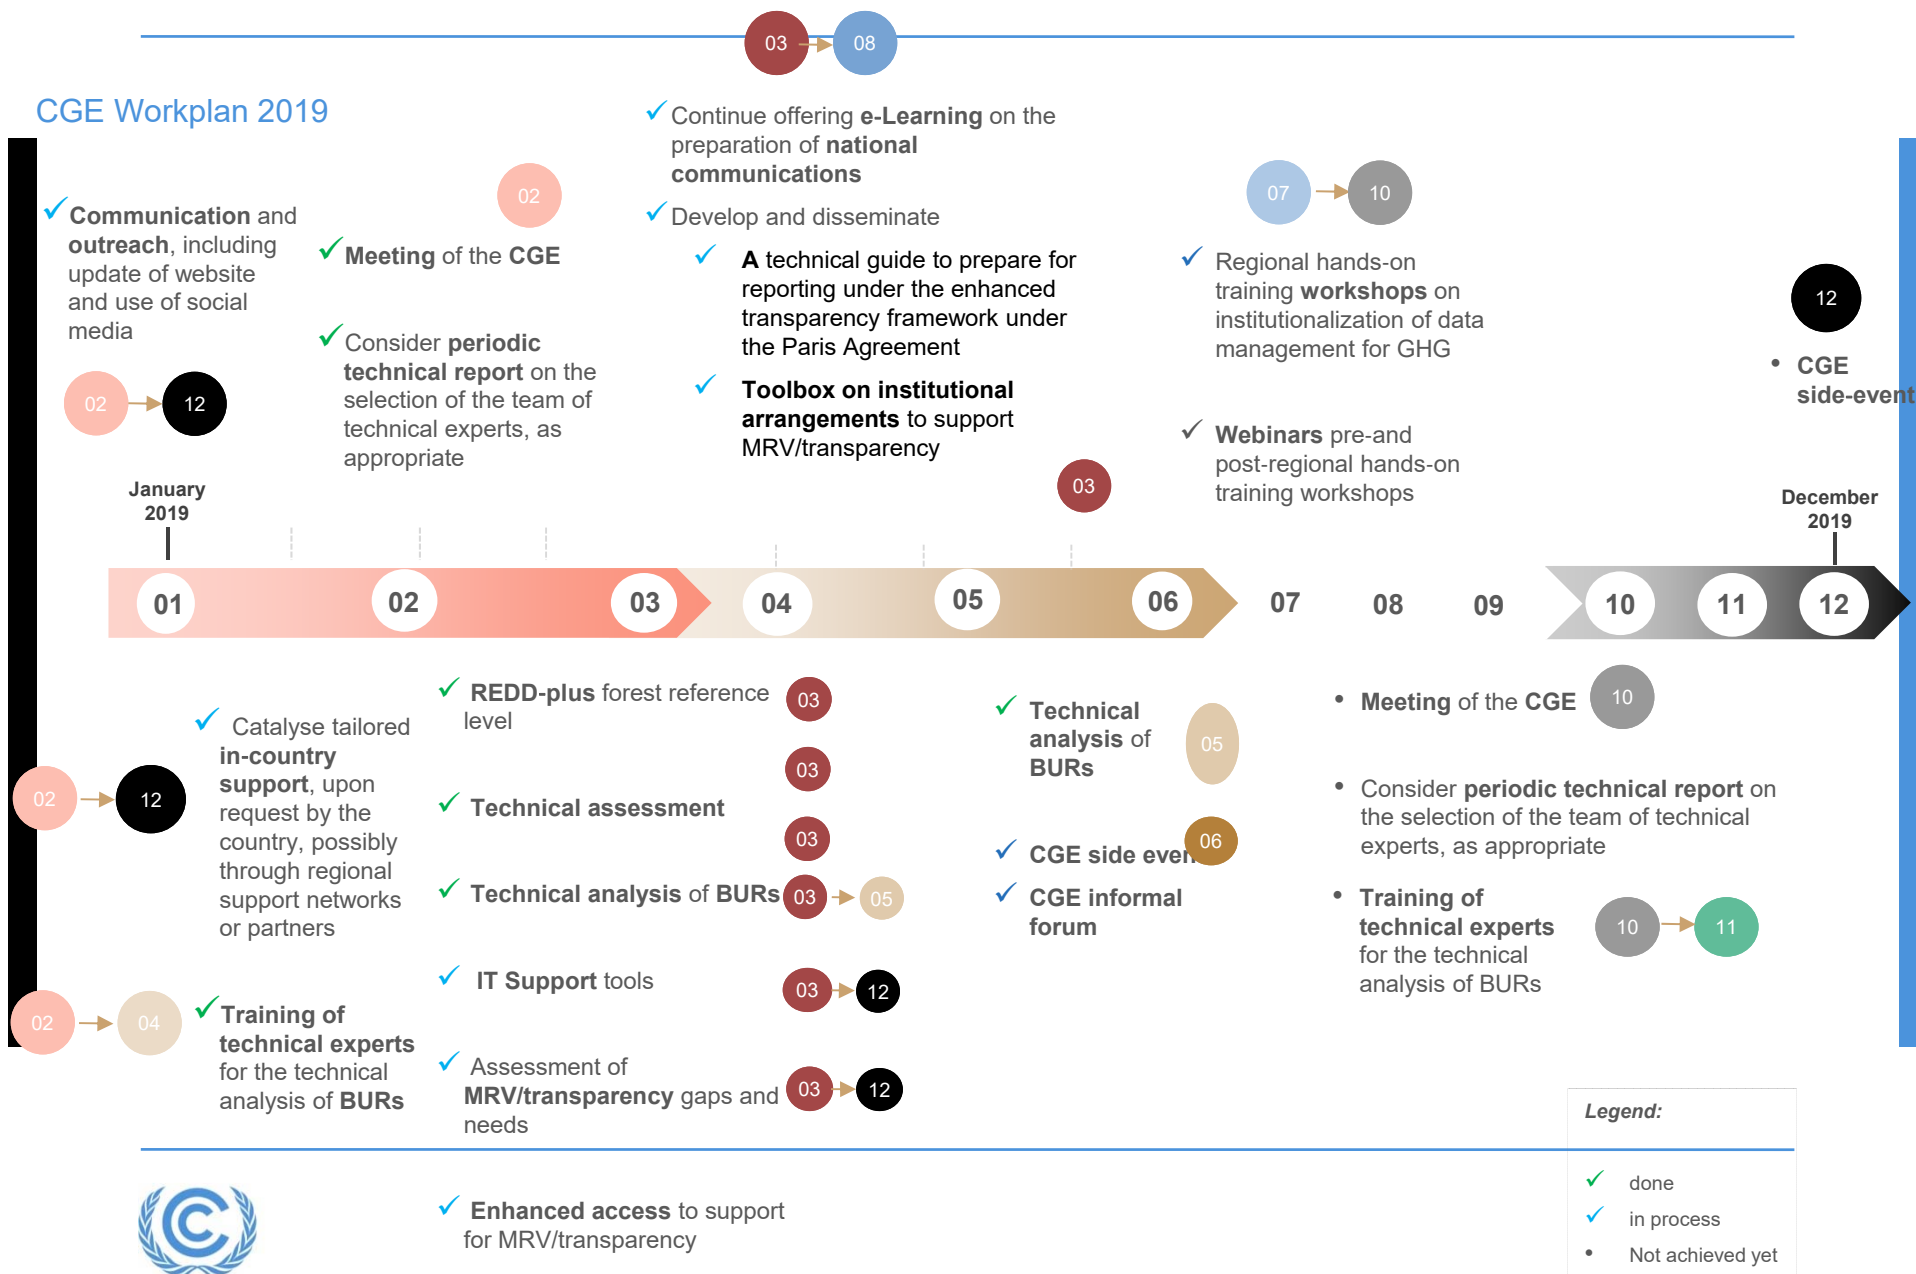 03
08
CGE Workplan 2019
Communication and
outreach, including
update of website
and use of social
media
02
12
02
Meeting of the CGE
Consider periodic
technical report on the
selection of the team of
technical experts, as
appropriate
Continue offering e-Learning on the
preparation of national
communications
Develop and disseminate
A technical guide to prepare for
reporting under the enhanced
transparency framework under
the Paris Agreement
Toolbox on institutional
arrangements to support
MRV/transparency
03
07
10
Regional hands-on
training workshops on
institutionalization of data
management for GHG
Webinars pre-and
post-regional hands-on
training workshops
12
• CGE
side-event
January
2019
December
2019
01
02
03
04
05
06
07
08
09
10
11
12
02
12
Catalyse tailored
in-country
support, upon
request by the
country, possibly
through regional
support networks
or partners
02
04
Training of
technical experts
for the technical
analysis of BURs
REDD-plus forest reference
level
03
03
Technical assessment
03
Technical analysis of BURs
03
05
IT Support tools
03
12
Assessment of
MRV/transparency gaps and
needs
03
12
Enhanced access to support
for MRV/transparency
Technical
analysis of
BURs
05
CGE side even
06
CGE informal
forum
• Meeting of the CGE
10
• Consider periodic technical report on
the selection of the team of technical
experts, as appropriate
• Training of
technical experts
for the technical
analysis of BURs
10
11
Legend:
done
in process
• Not achieved yet